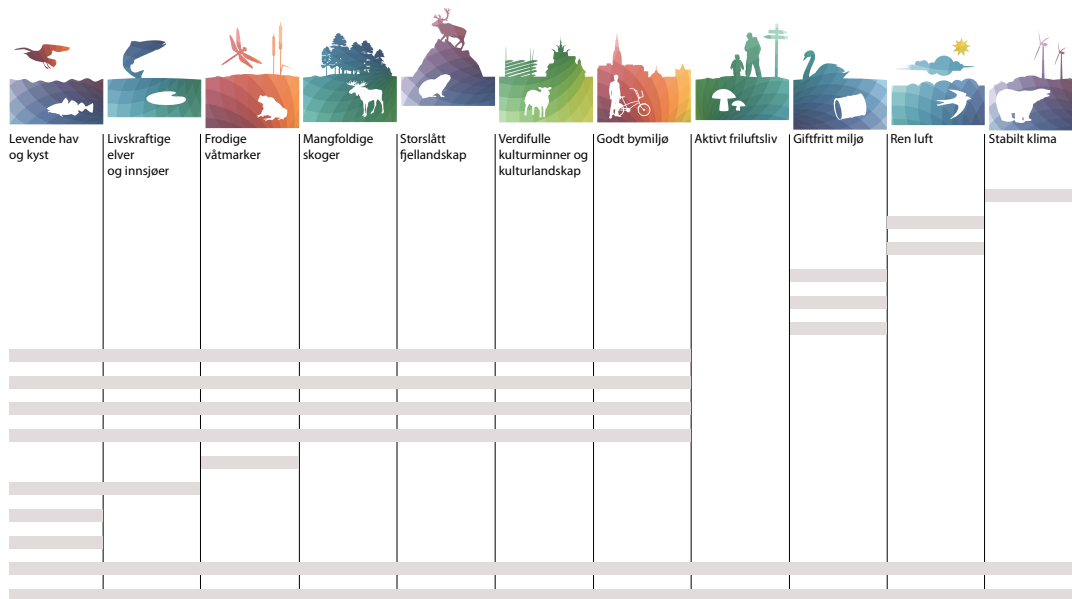 Levende hav
og kyst
Livskraftige
elver
og innsjøer
Frodige
våtmarker
Mangfoldige
skoger
Storslått
fjellandskap
Verdifulle
kulturminner og
kulturlandskap
Godt bymiljø
Aktivt friluftsliv
Giftfritt miljø
Ren luft
Stabilt klima